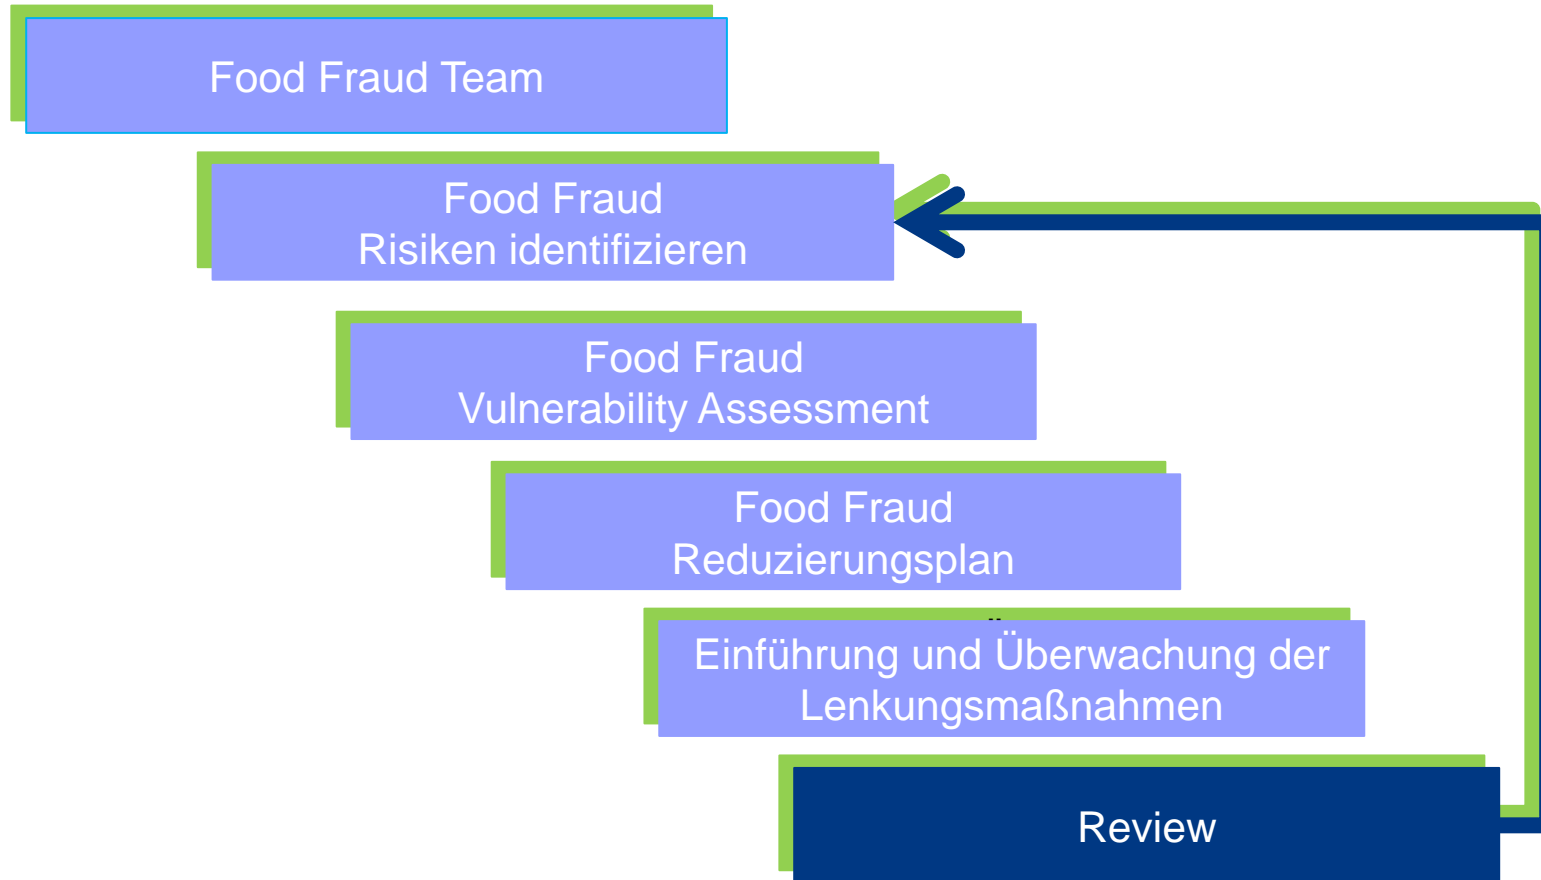 Food Fraud Team
Food Fraud
Risiken identifizieren
Food Fraud
Vulnerability Assessment
Food Fraud
Reduzierungsplan
Einführung und Überwachung der
Lenkungsmaßnahmen
Review